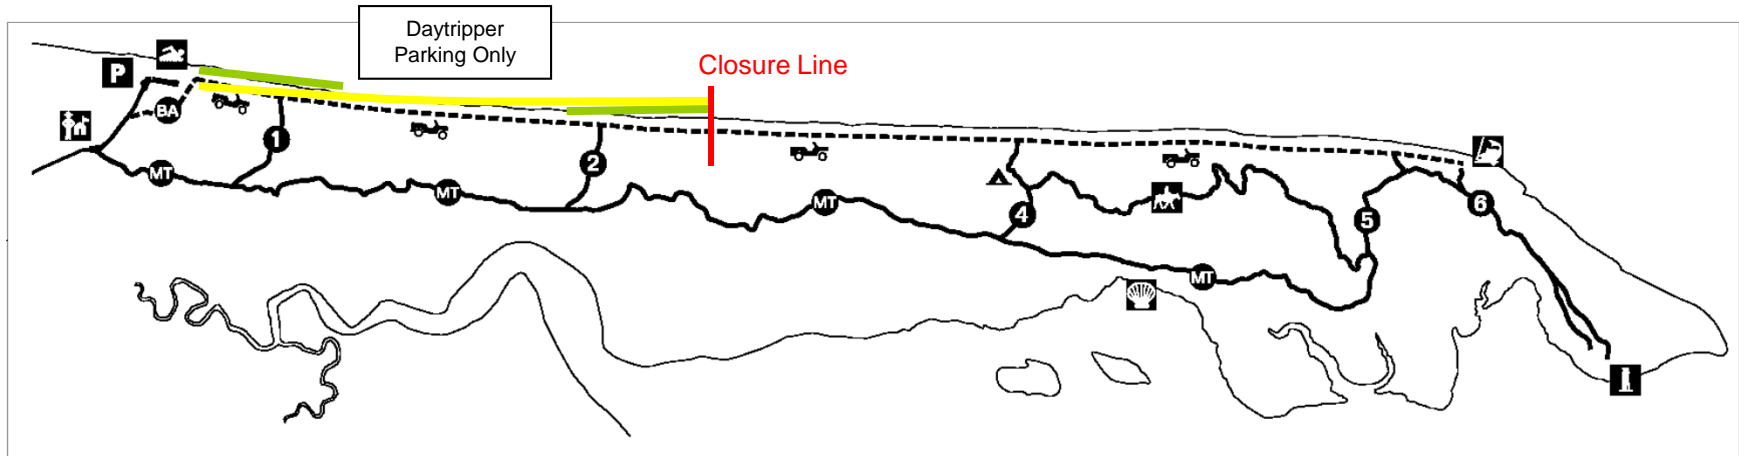 Daytripper
Parking Only
Closure Line
P
BA
1
2
MT
MT
MT
4
5
6
MT